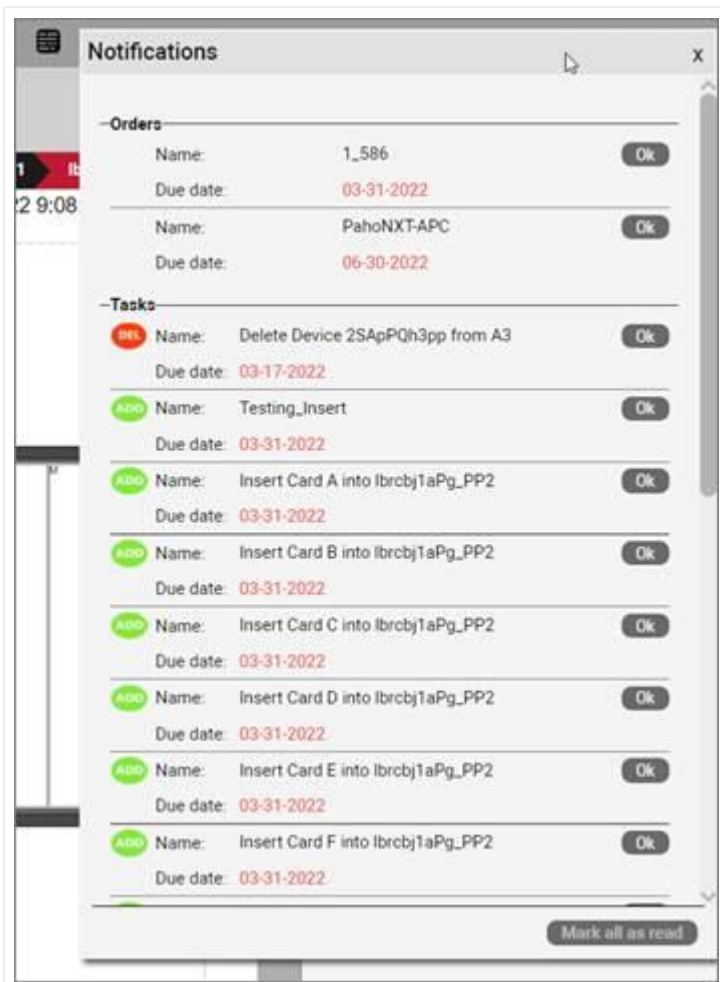 Notifications
X
Orders
Name: 1_586 Ok
Due date: 03-31-2022
Name: PahoNXT-APC Ok
Due date: 06-30-2022
Tasks
DEL Name: Delete Device 2SApPQh3pp from A3 Ok
Due date: 03-17-2022
ADD Name: Testing_Insert Ok
Due date: 03-31-2022
ADD Name: Insert Card A into lbrcbj1aPg_PP2 Ok
Due date: 03-31-2022
ADD Name: Insert Card B into lbrcbj1aPg_PP2 Ok
Due date: 03-31-2022
ADD Name: Insert Card C into lbrcbj1aPg_PP2 Ok
Due date: 03-31-2022
ADD Name: Insert Card D into lbrcbj1aPg_PP2 Ok
Due date: 03-31-2022
ADD Name: Insert Card E into lbrcbj1aPg_PP2 Ok
Due date: 03-31-2022
ADD Name: Insert Card F into lbrcbj1aPg_PP2 Ok
Due date: 03-31-2022
Mark all as read
1 lb
22 9:08
M